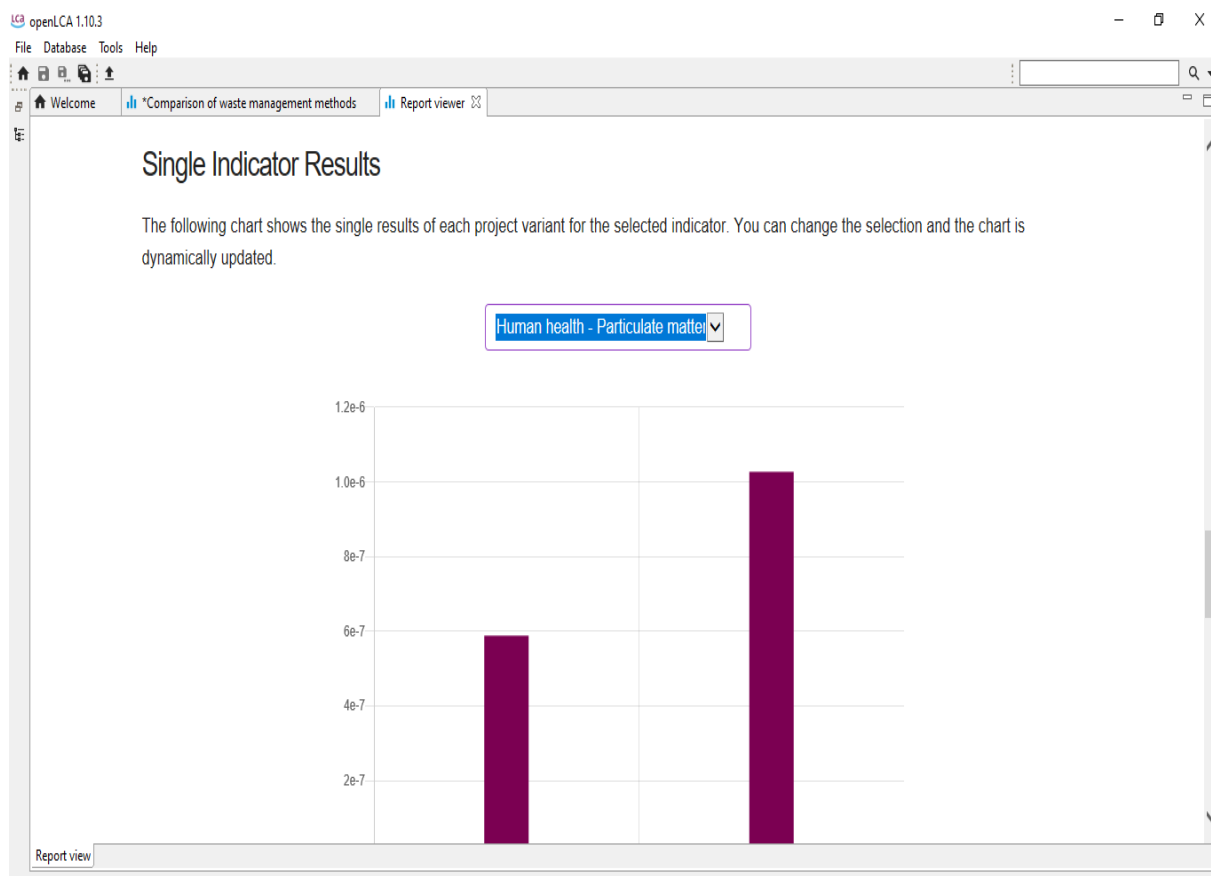 LCa openLCA 1.10.3
File Database Tools Help
Welcome *Comparison of waste management methods Report viewer
Single Indicator Results
The following chart shows the single results of each project variant for the selected indicator. You can change the selection and the chart is
dynamically updated.
Human health - Particulate matter
1.2e-6
1.0e-6
8e-7
6e-7
4e-7
2e-7
Report view